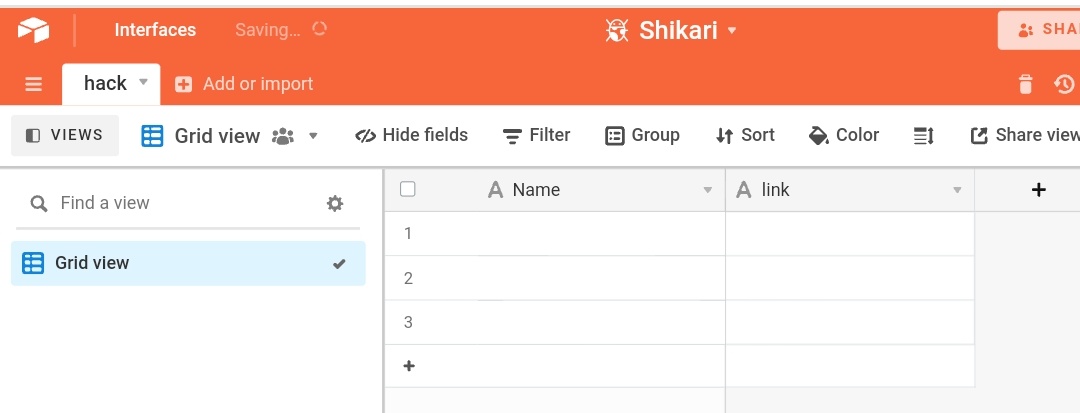 Interfaces Saving... Shikari SHA
hack Add or import
VIEWS Grid view Hide fields Filter Group Sort Color Share view
Find a view
Name link
Grid view
1
2
3